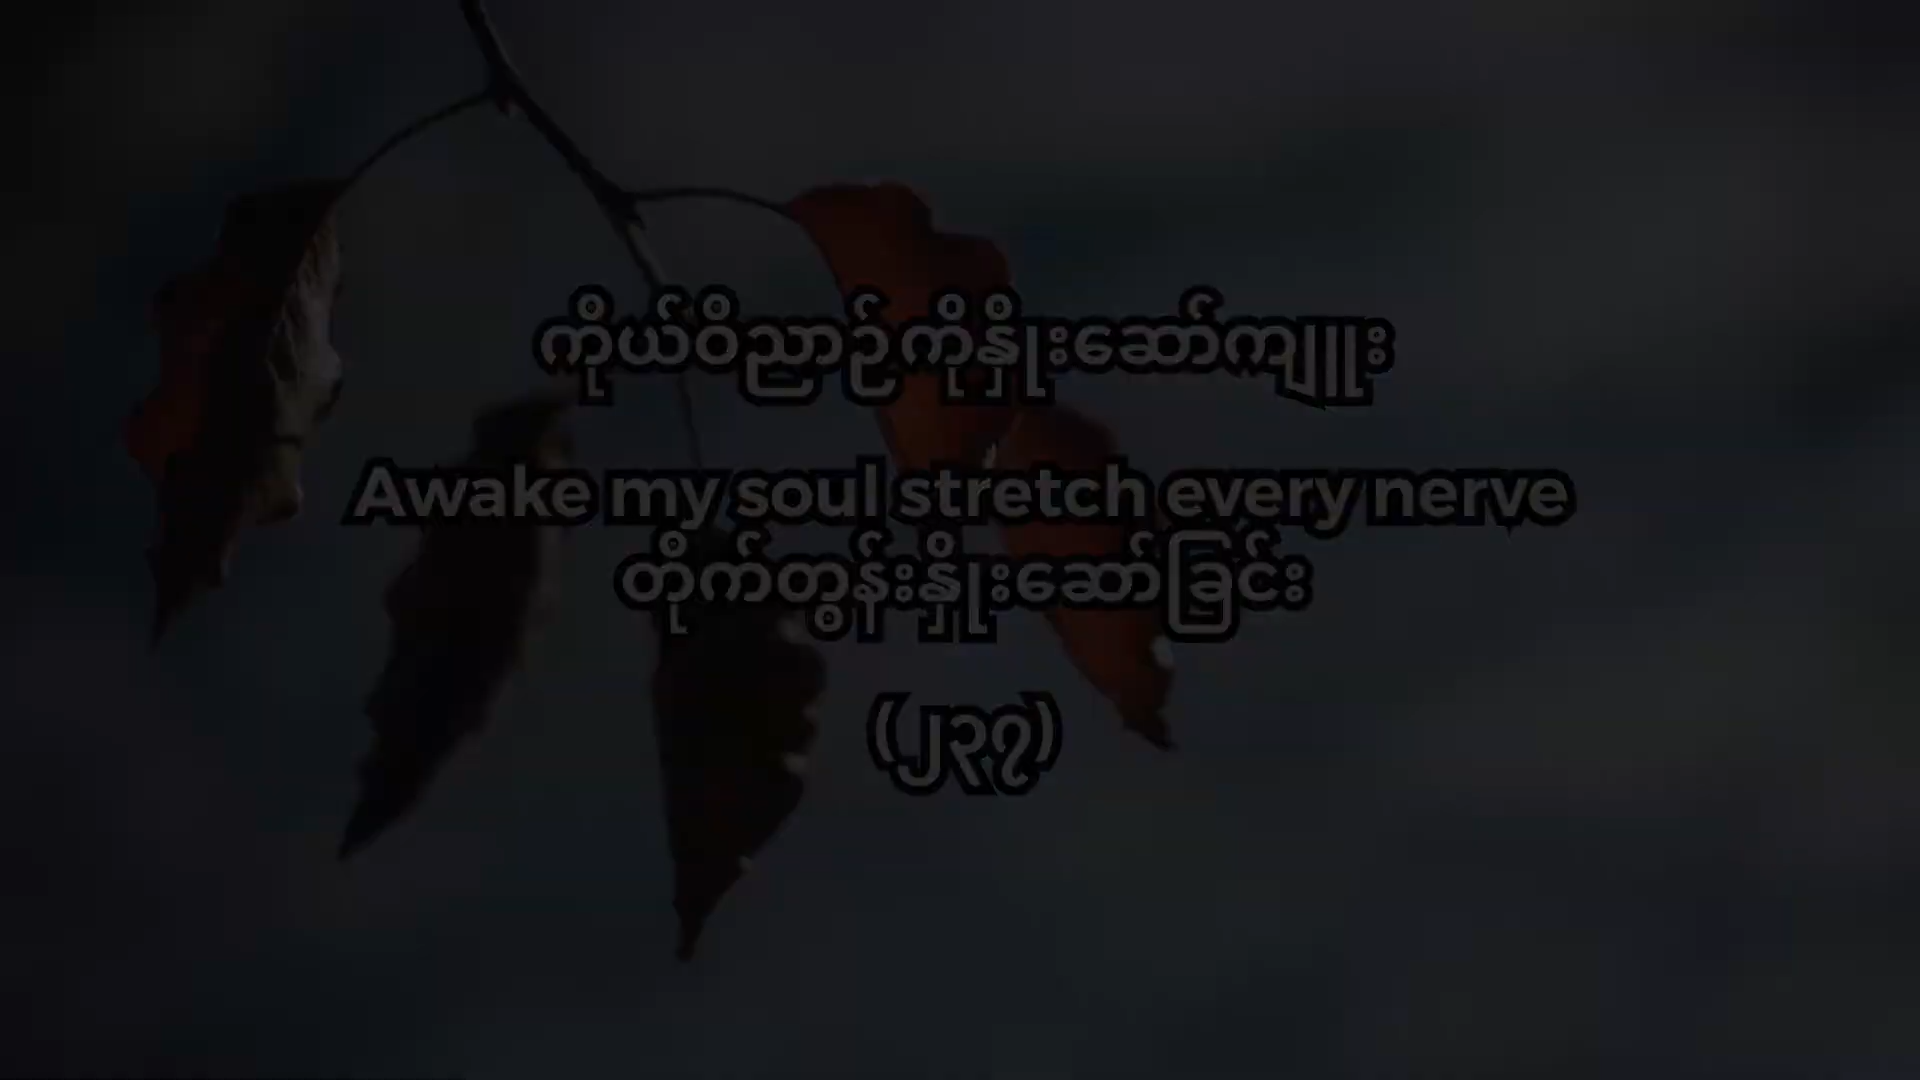 ကိုယ်ဝိညာဉ်ကိုနှိုးဆော်ကျူူး
Awake my soul stretch every nerve
တိုက်တွန်းနှိုးဆော်ခြင်း
(၂၃၇)